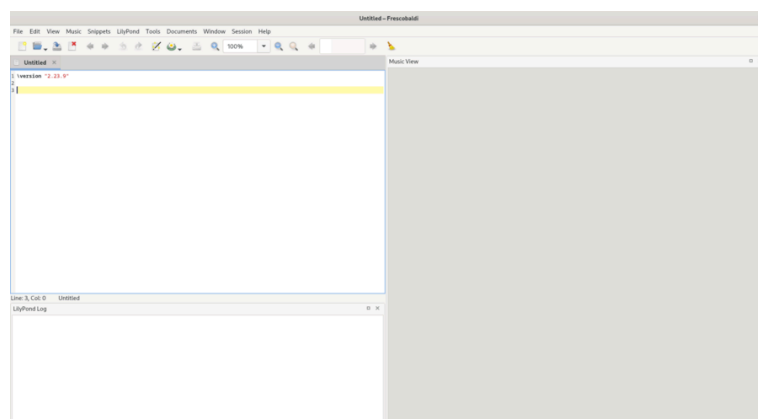 Untitled – Frescobaldi
File Edit View Music Snippets LilyPond Tools Documents Window Session Help
100%
Untitled
Music View
1 \version "2.23.9"
2
3
Line: 3, Col: 0 Untitled
LilyPond Log